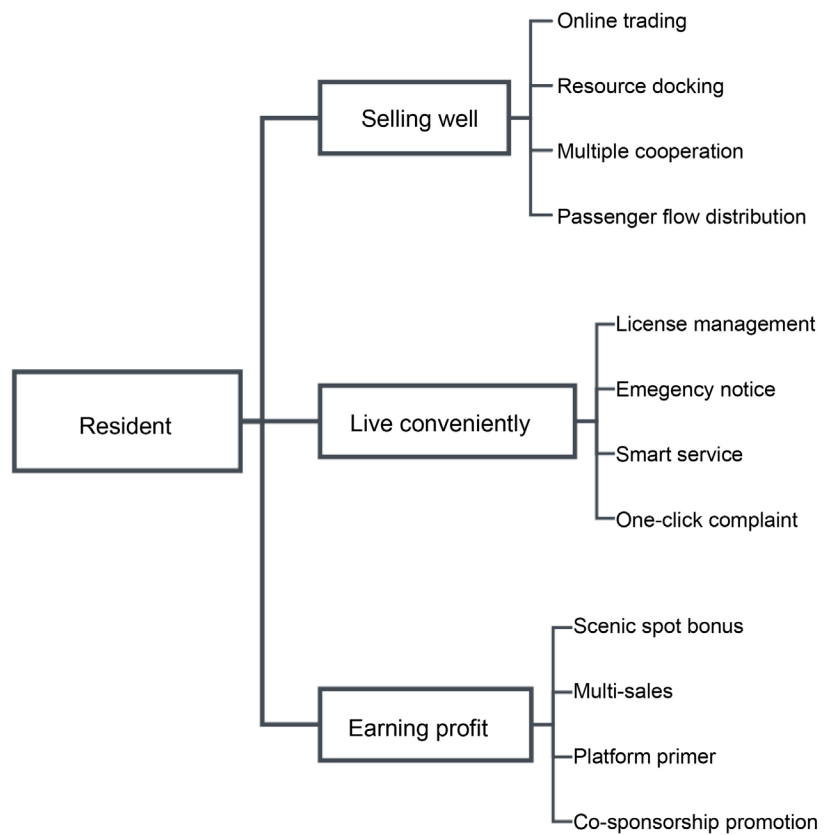 Resident
Selling well
Online trading
Resource docking
Multiple cooperation
Passenger flow distribution
Live conveniently
License management
Emegency notice
Smart service
One-click complaint
Earning profit
Scenic spot bonus
Multi-sales
Platform primer
Co-sponsorship promotion